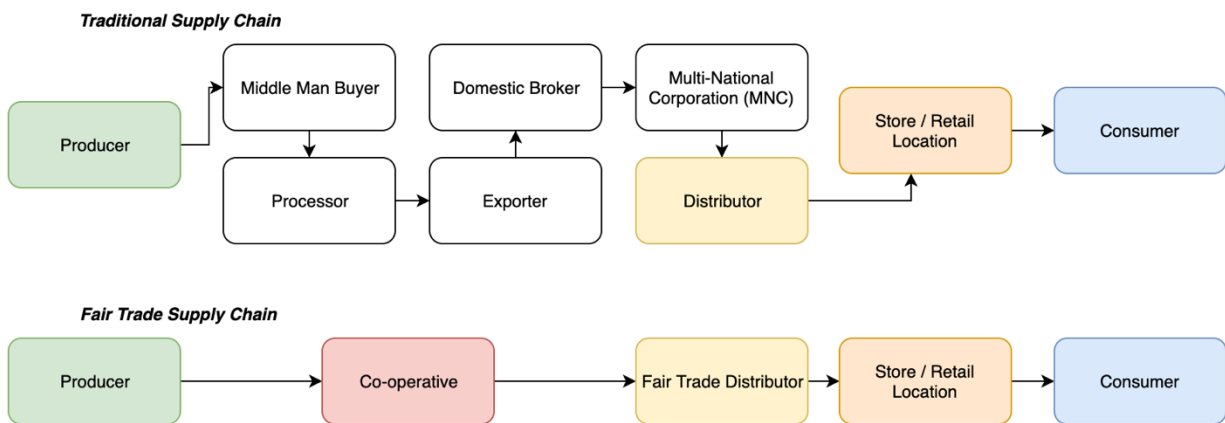 Traditional Supply Chain
Producer
Middle Man Buyer
Processor
Exporter
Domestic Broker
Multi-National
Corporation (MNC)
Distributor
Store / Retail
Location
Consumer
Fair Trade Supply Chain
Producer
Co-operative
Fair Trade Distributor
Store / Retail
Location
Consumer